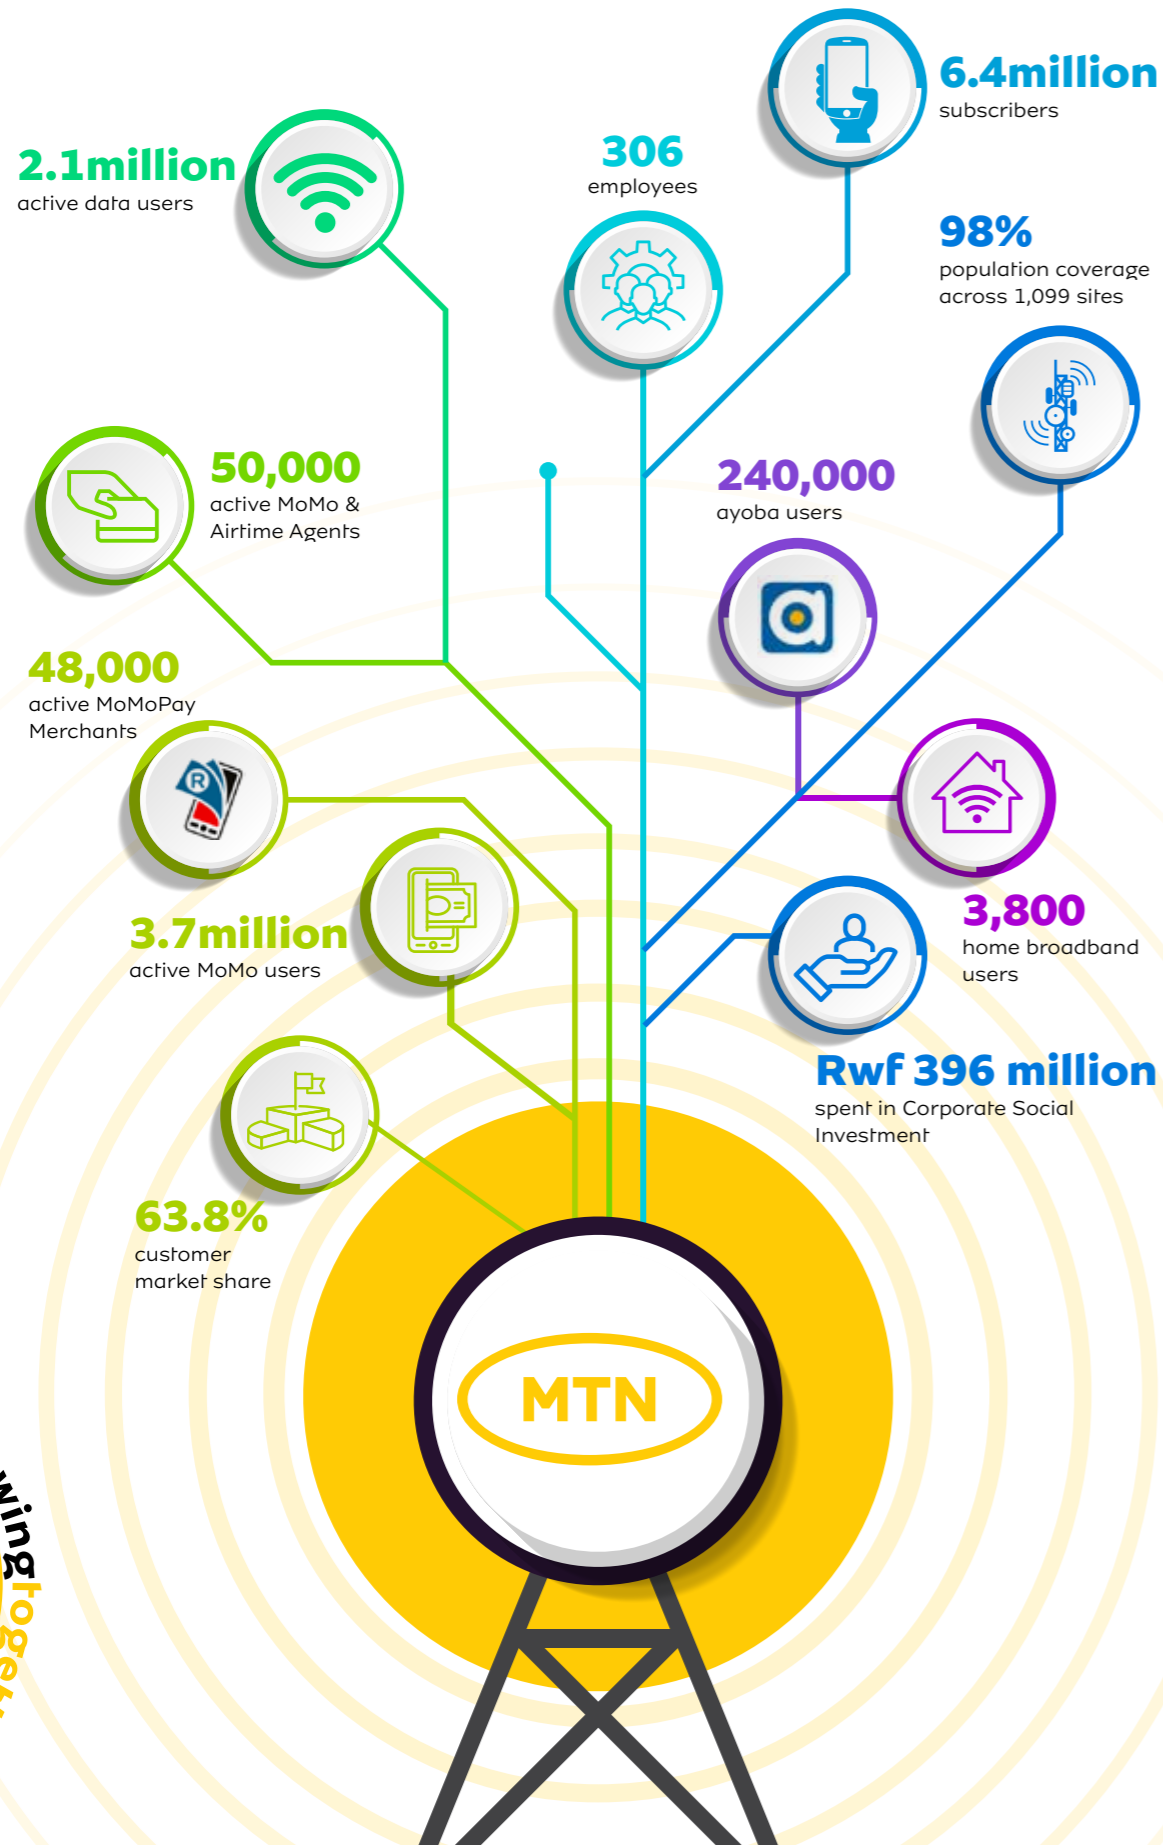 6.4million
subscribers
2.1million
active data users
306
employees
98%
population coverage
across 1,099 sites
50,000
active MoMo &
Airtime Agents
240,000
ayoba users
48,000
active MoMoPay
Merchants
R
a
3.7million
active MoMo users
3,800
home broadband
users
Rwf 396 million
spent in Corporate Social
Investment
63.8%
customer
market share
MTN